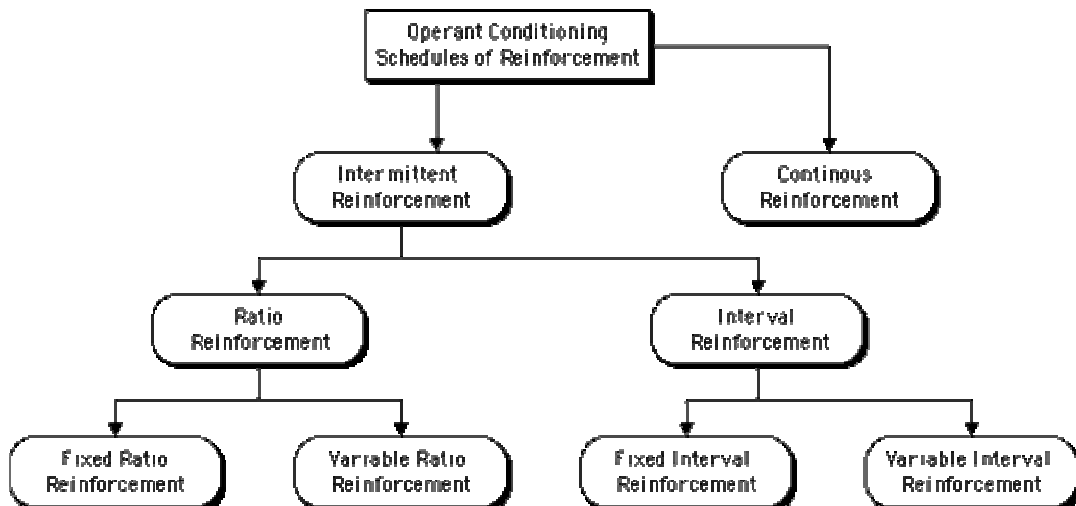 Operant Conditioning
Schedules of Reinforcement
Intermittent
Reinforcement
Continous
Reinforcement
Ratio
Reinforcement
Interval
Reinforcement
Fixed Ratio
Reinforcement
Variable Ratio
Reinforcement
Fixed Interval
Reinforcement
Variable Interval
Reinforcement